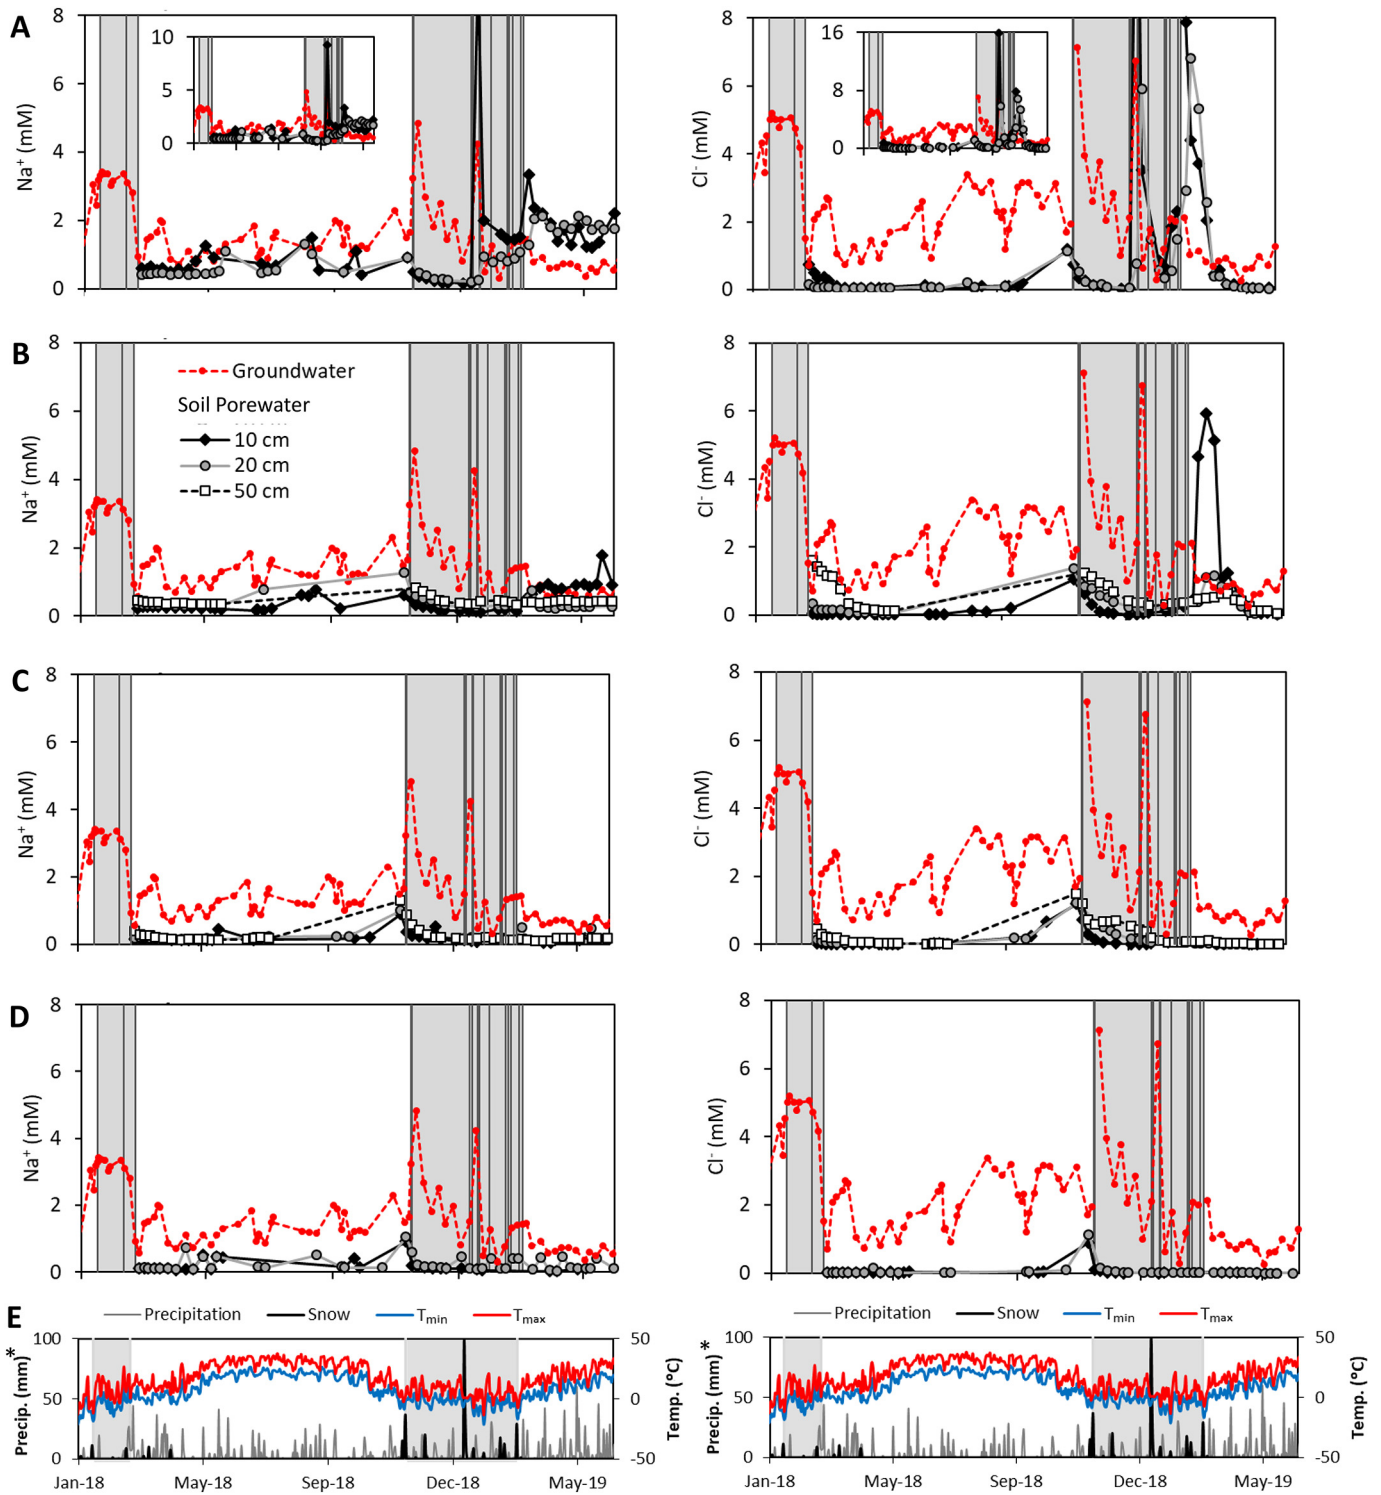 A
8
6
4
2
0
Na⁺ (mM)
10
5
0
8
6
4
2
0
Cl⁻ (mM)
16
8
0
B
8
6
4
2
0
Na⁺ (mM)
Groundwater
Soil Porewater
10 cm
20 cm
50 cm
8
6
4
2
0
Cl⁻ (mM)
C
8
6
4
2
0
Na⁺ (mM)
8
6
4
2
0
Cl⁻ (mM)
D
8
6
4
2
0
Na⁺ (mM)
8
6
4
2
0
Cl⁻ (mM)
E
Precipitation Snow Tmin Tmax
100
50
0
Precip. (mm)*
50
0
-50
Temp. (°C)
Jan-18 May-18 Sep-18 Dec-18 May-19
Precipitation Snow Tmin Tmax
100
50
0
Precip. (mm)*
50
0
-50
Temp. (°C)
Jan-18 May-18 Sep-18 Dec-18 May-19